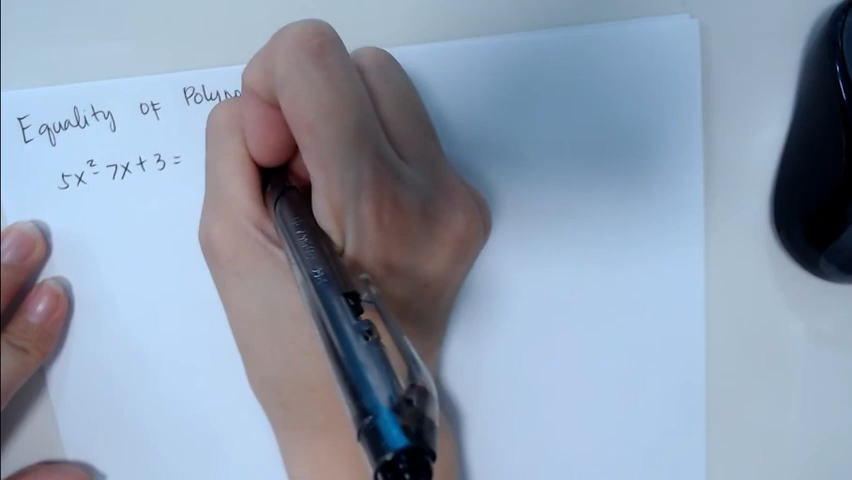 Equality of
5x² - 7x + 3 =